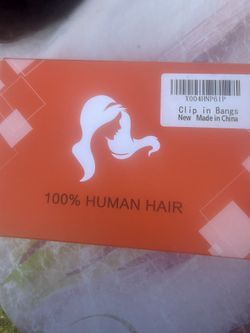 Clip in Bangs
New Made in China
100% HUMAN HAIR